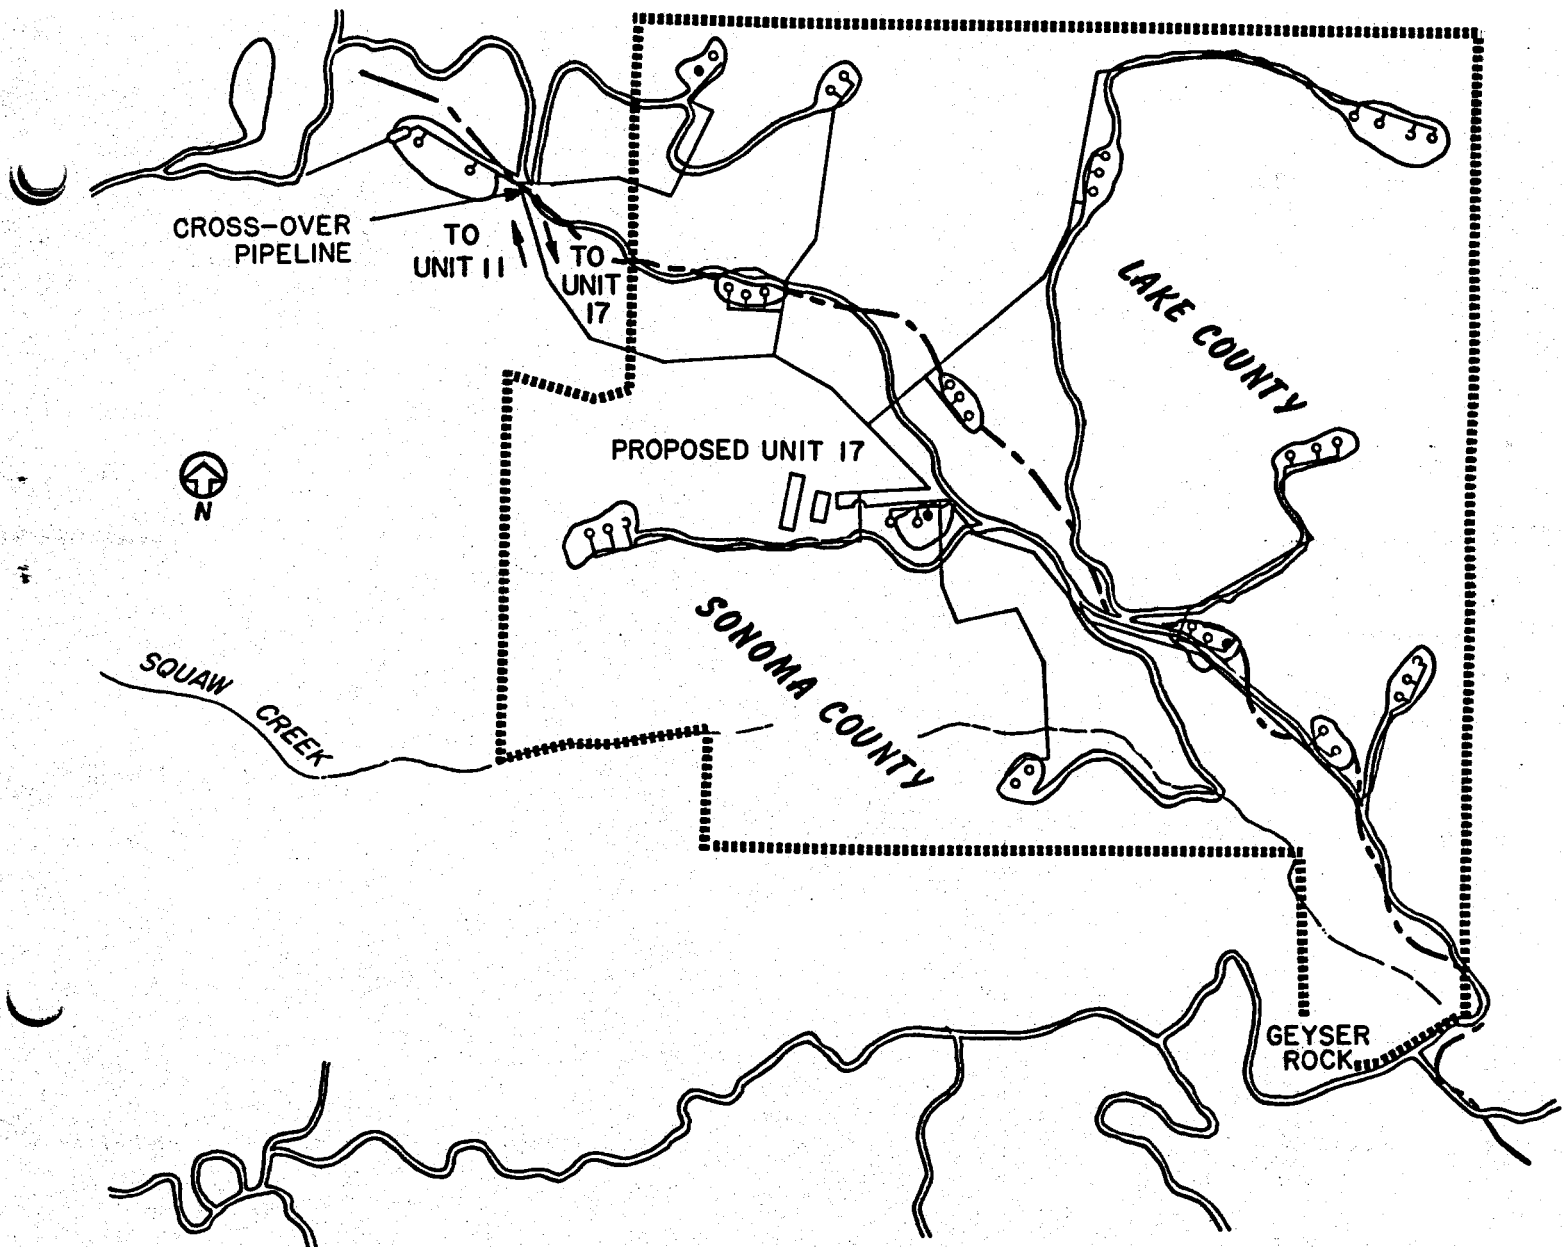 CROSS-OVER
PIPELINE
TO
UNIT 11
TO
UNIT
17
LAKE COUNTY
PROPOSED UNIT 17
N
SONOMA COUNTY
SQUAW CREEK
GEYSER
ROCK